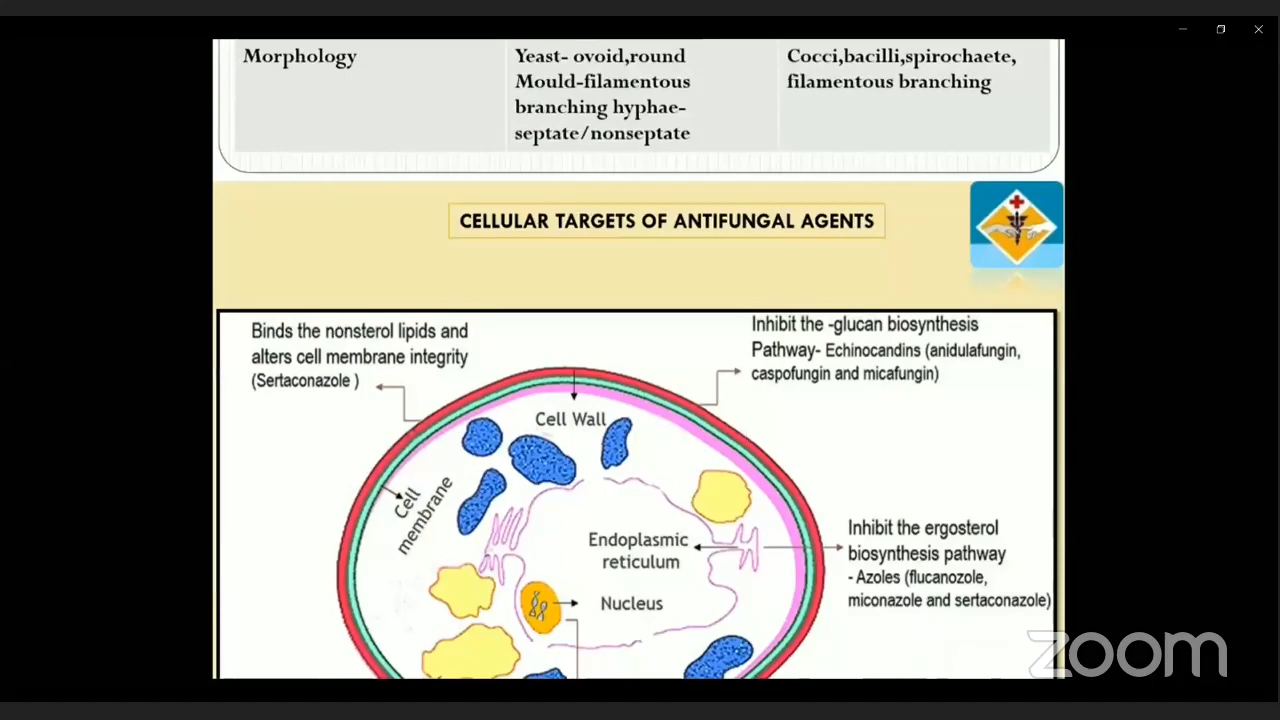 Morphology
Yeast- ovoid,round
Mould-filamentous
branching hyphae-
septate/nonseptate
Cocci,bacilli,spirochaete,
filamentous branching
CELLULAR TARGETS OF ANTIFUNGAL AGENTS
Binds the nonsterol lipids and
alters cell membrane integrity
(Sertaconazole )
Inhibit the -glucan biosynthesis
Pathway- Echinocandins (anidulafungin,
caspofungin and micafungin)
Cell Wall
Cell
membrane
Endoplasmic
reticulum
Nucleus
Inhibit the ergosterol
biosynthesis pathway
- Azoles (flucanozole,
miconazole and sertaconazole)
zoom